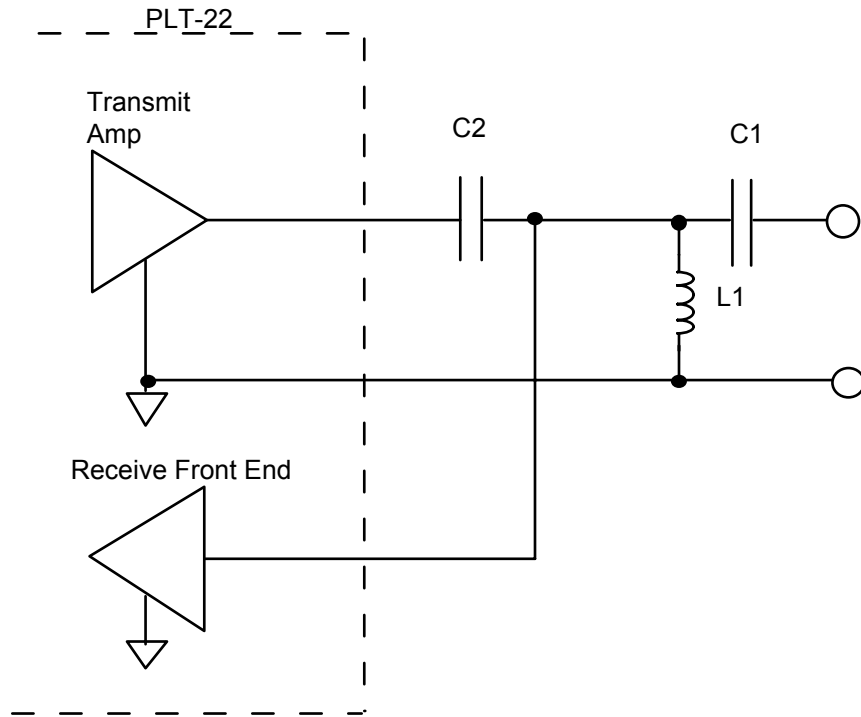 PLT-22
Transmit
Amp
C2
C1
L1
Receive Front End